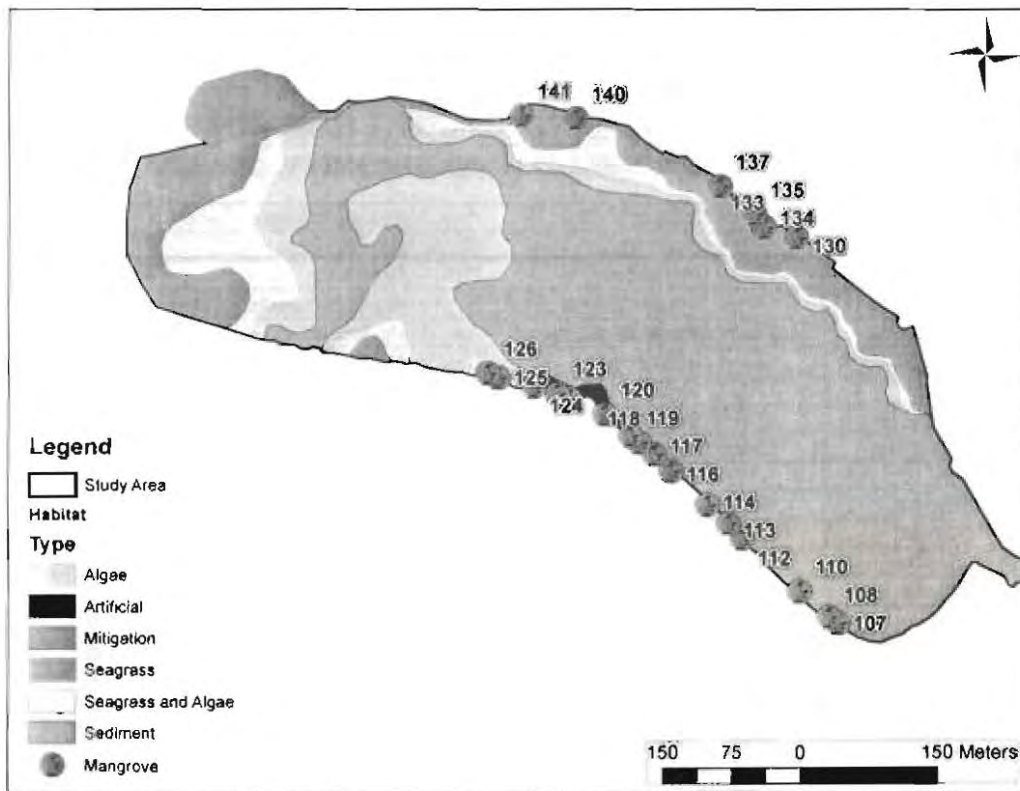 141 140
137
135
133
134
130
126
123
125
120
124
118 119
117
116
114
113
112
110
108
107
Legend
Study Area
Habitat
Type
Algae
Artificial
Mitigation
Seagrass
Seagrass and Algae
Sediment
Mangrove
150 75 0 150 Meters